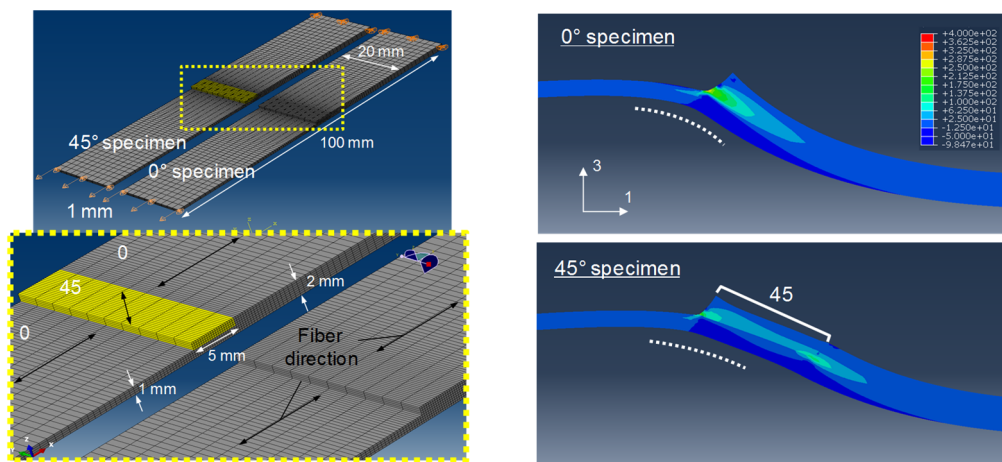 20 mm
45° specimen
0° specimen
100 mm
1 mm
0
45
0
2 mm
5 mm
Fiber
direction
1 mm
z
x
0° specimen
+4.000e+02
+3.625e+02
+3.250e+02
+2.875e+02
+2.500e+02
+2.125e+02
+1.750e+02
+1.375e+02
+1.000e+02
+6.250e+01
+2.500e+01
-1.250e+01
-5.000e+01
-9.847e+01
3
1
45° specimen
45